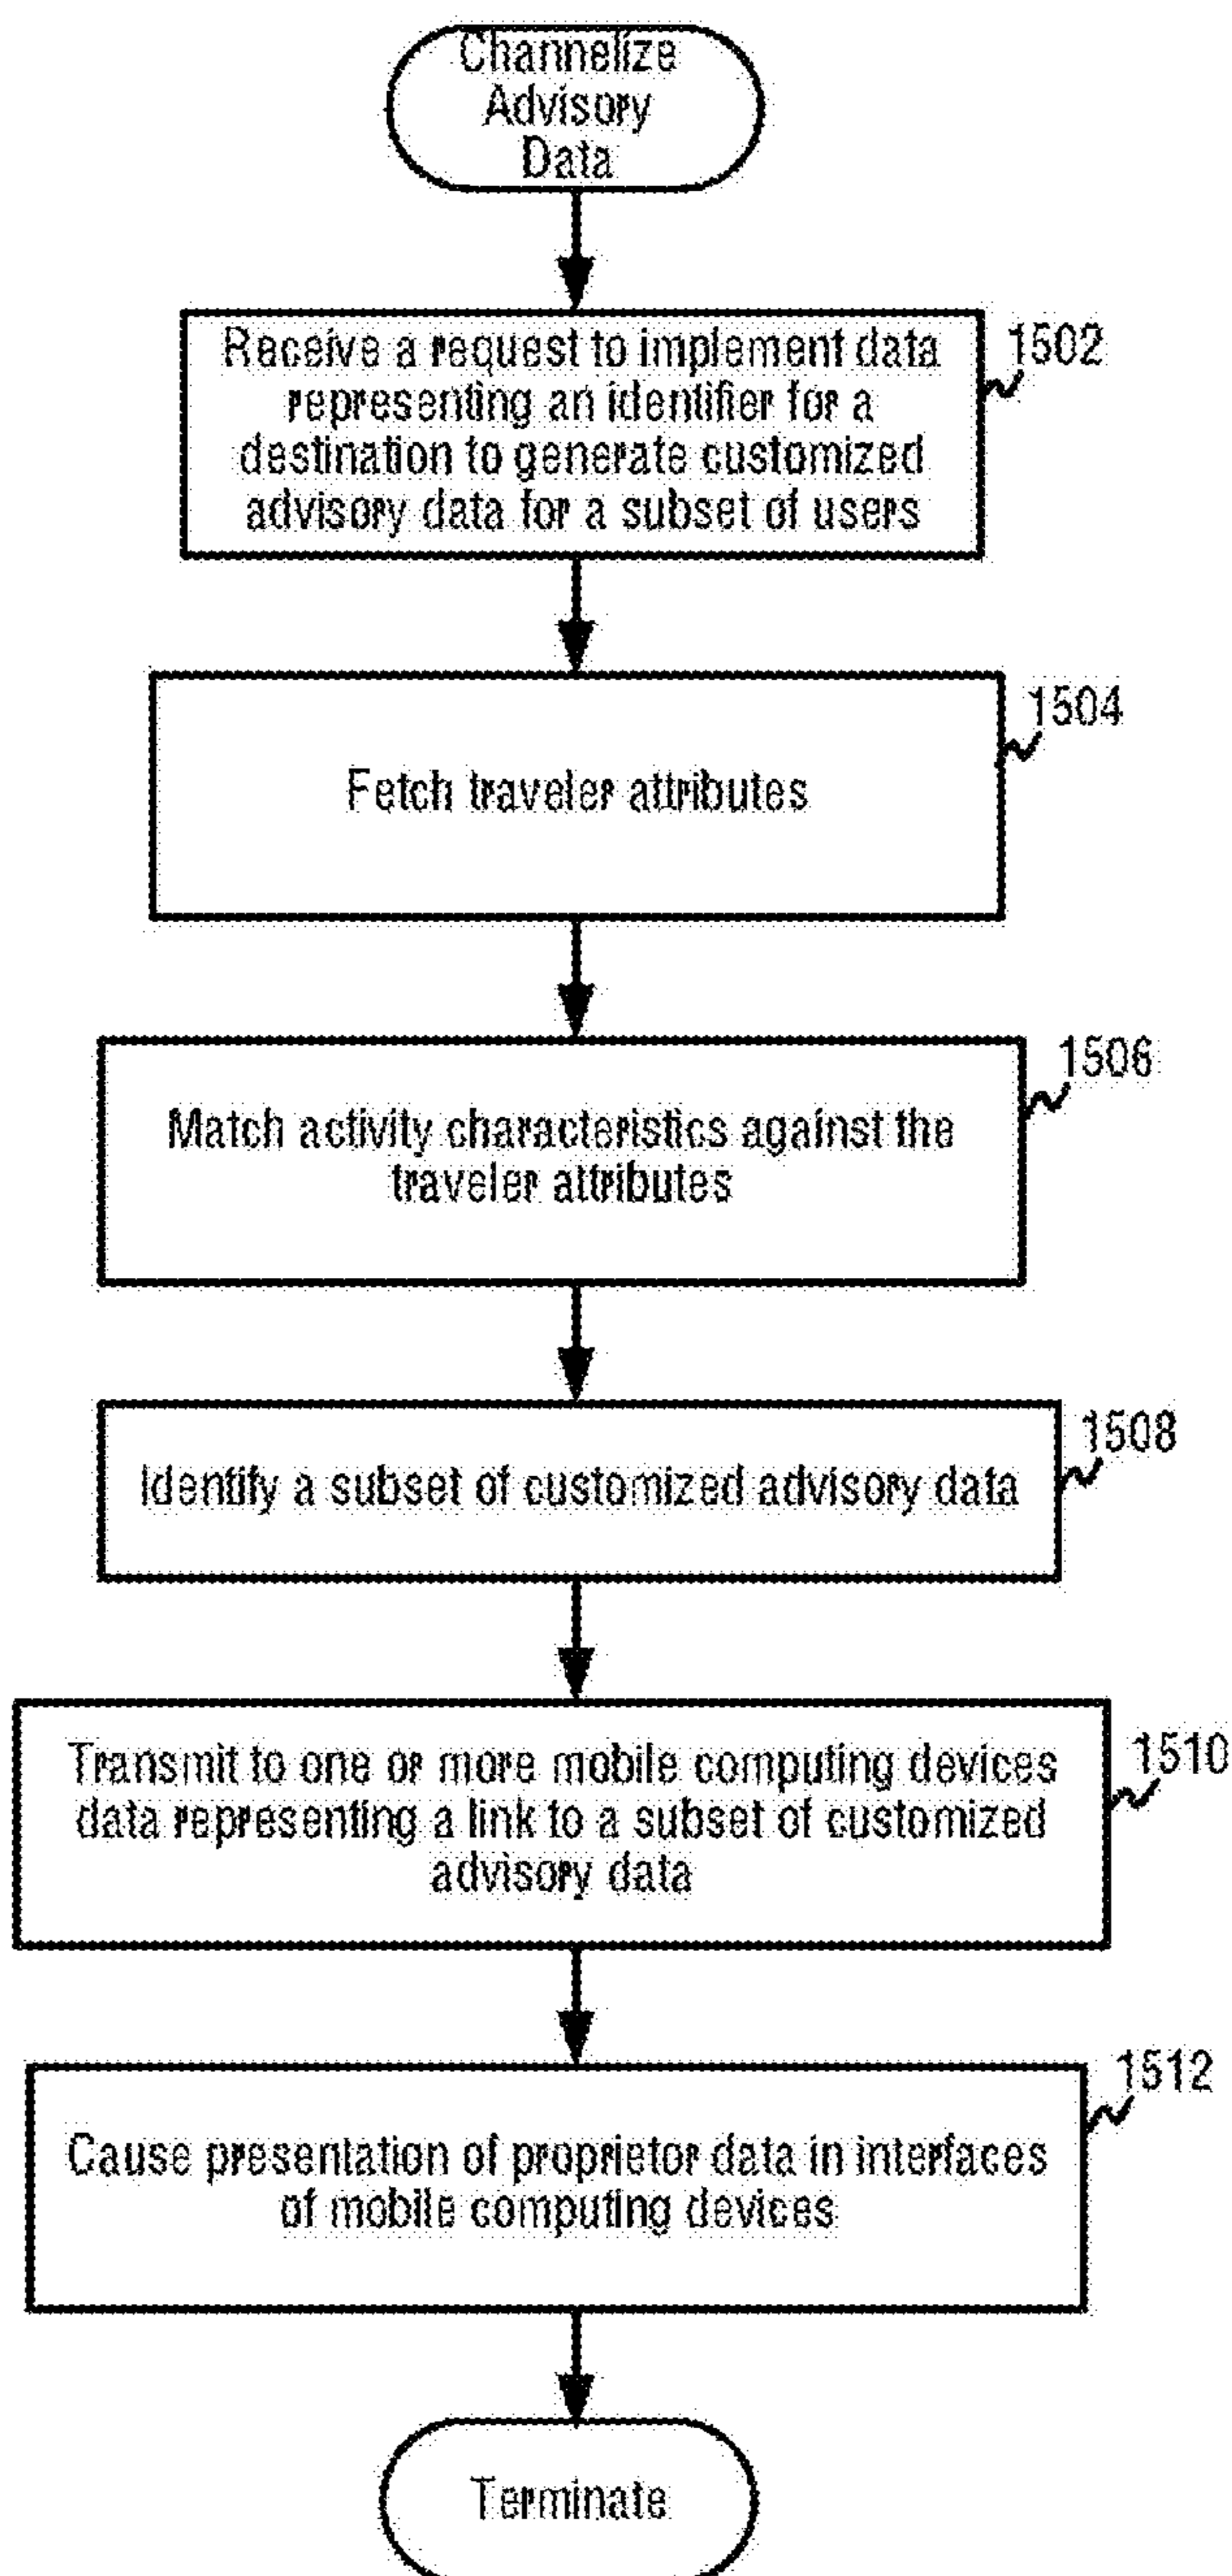 Channelize
Advisory
Data
Receive a request to implement data
representing an identifier for a
destination to generate customized
advisory data for a subset of users
1502
Fetch traveler attributes
1504
Match activity characteristics against the
traveler attributes
1506
Identify a subset of customized advisory data
1508
Transmit to one or more mobile computing devices
data representing a link to a subset of customized
advisory data
1510
Cause presentation of proprietor data in interfaces
of mobile computing devices
1512
Terminate